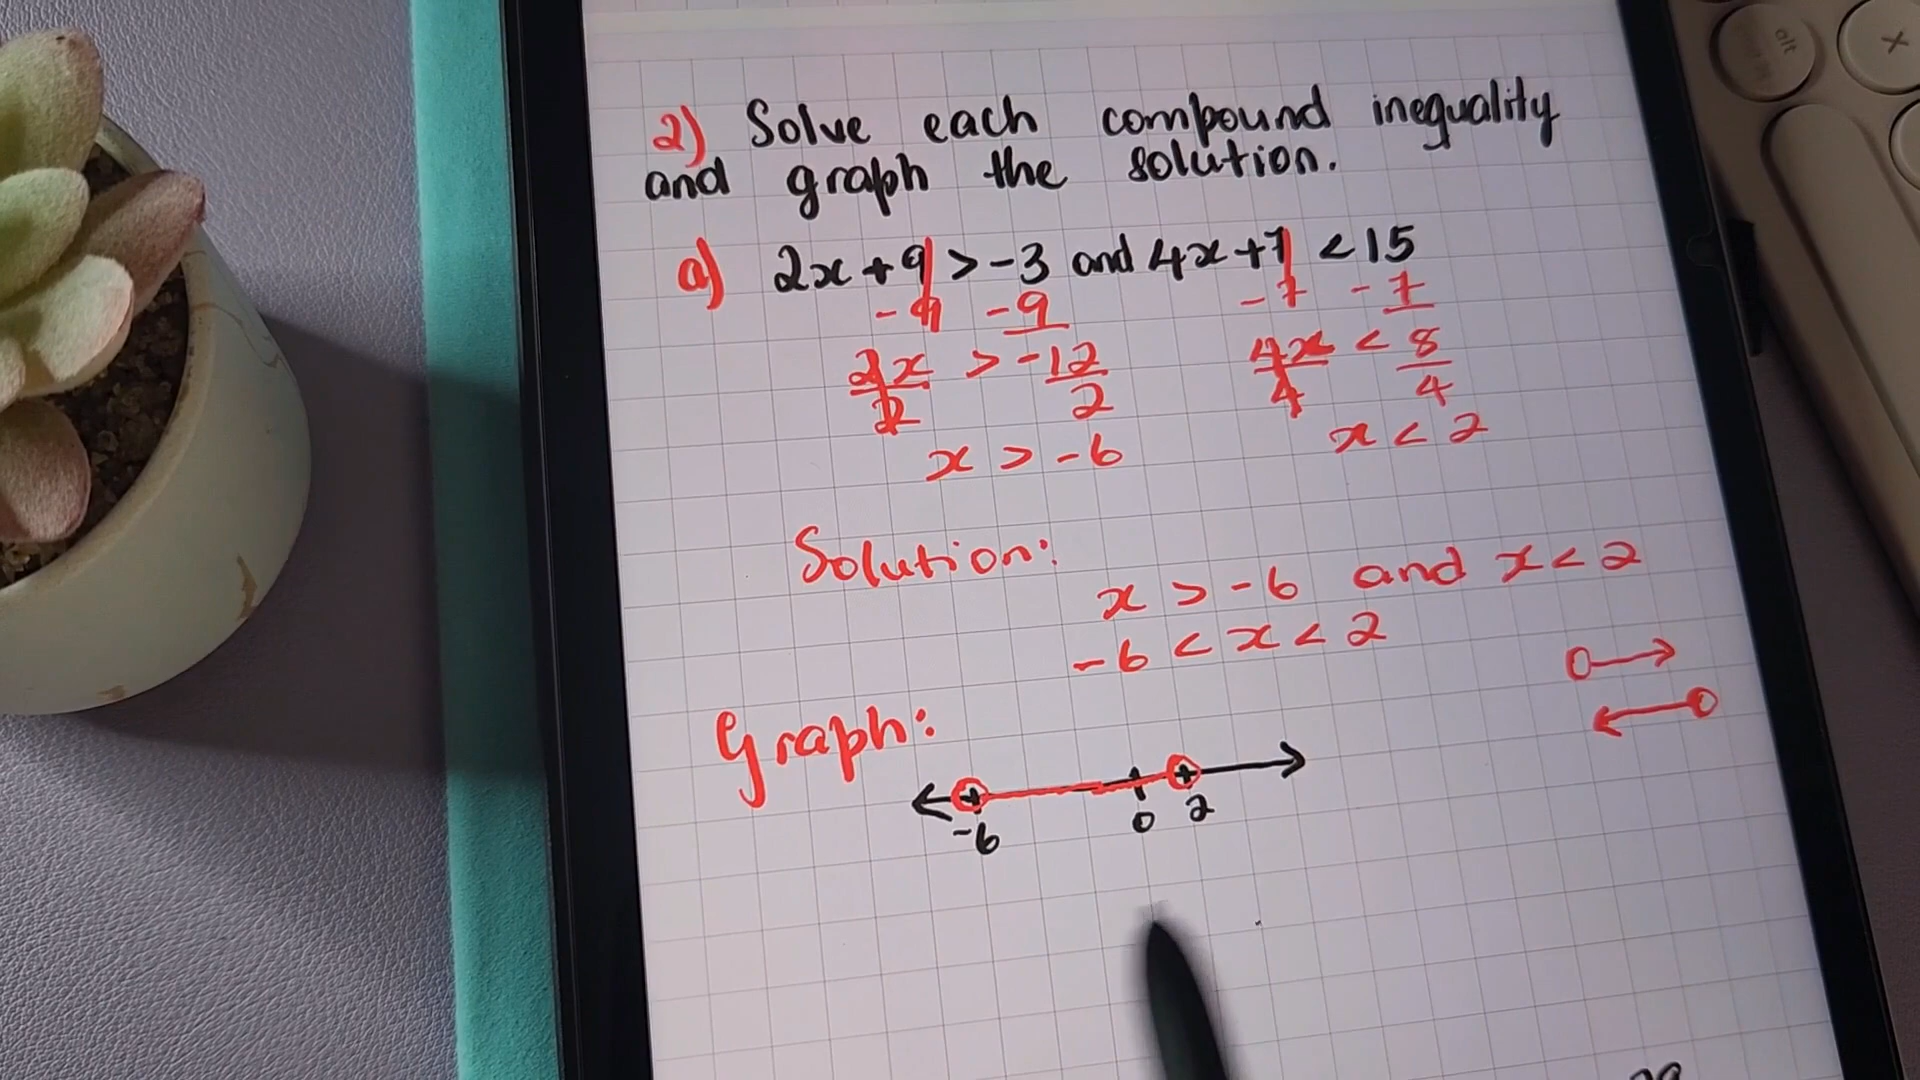 2) Solve each compound inequality
and graph the solution.
a) 2x + 9 > -3 and 4x + 7 < 15
- 9 - 9 - 7 - 7
2x > -12 4x < 8
2 2 4 4
x > -6 x < 2
Solution:
x > -6 and x < 2
-6 < x < 2
Graph:
-6 0 2
alt